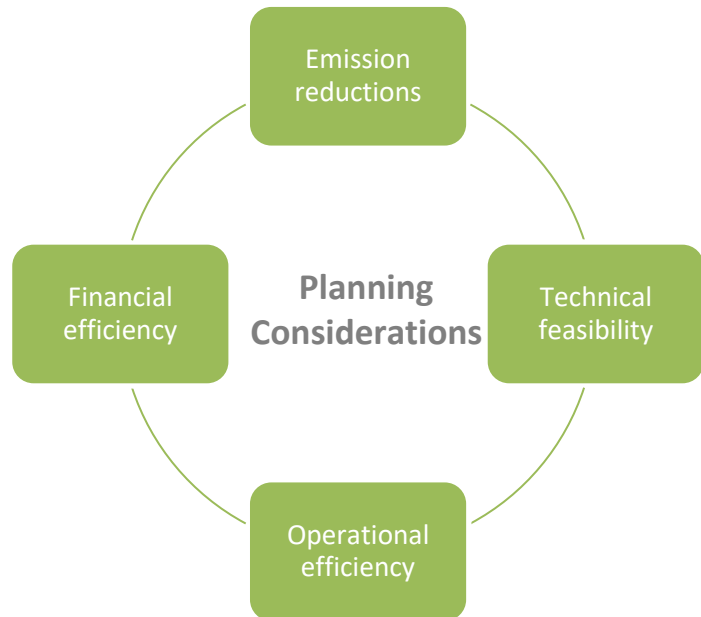 Emission
reductions
Financial
efficiency
Planning
Considerations
Technical
feasibility
Operational
efficiency